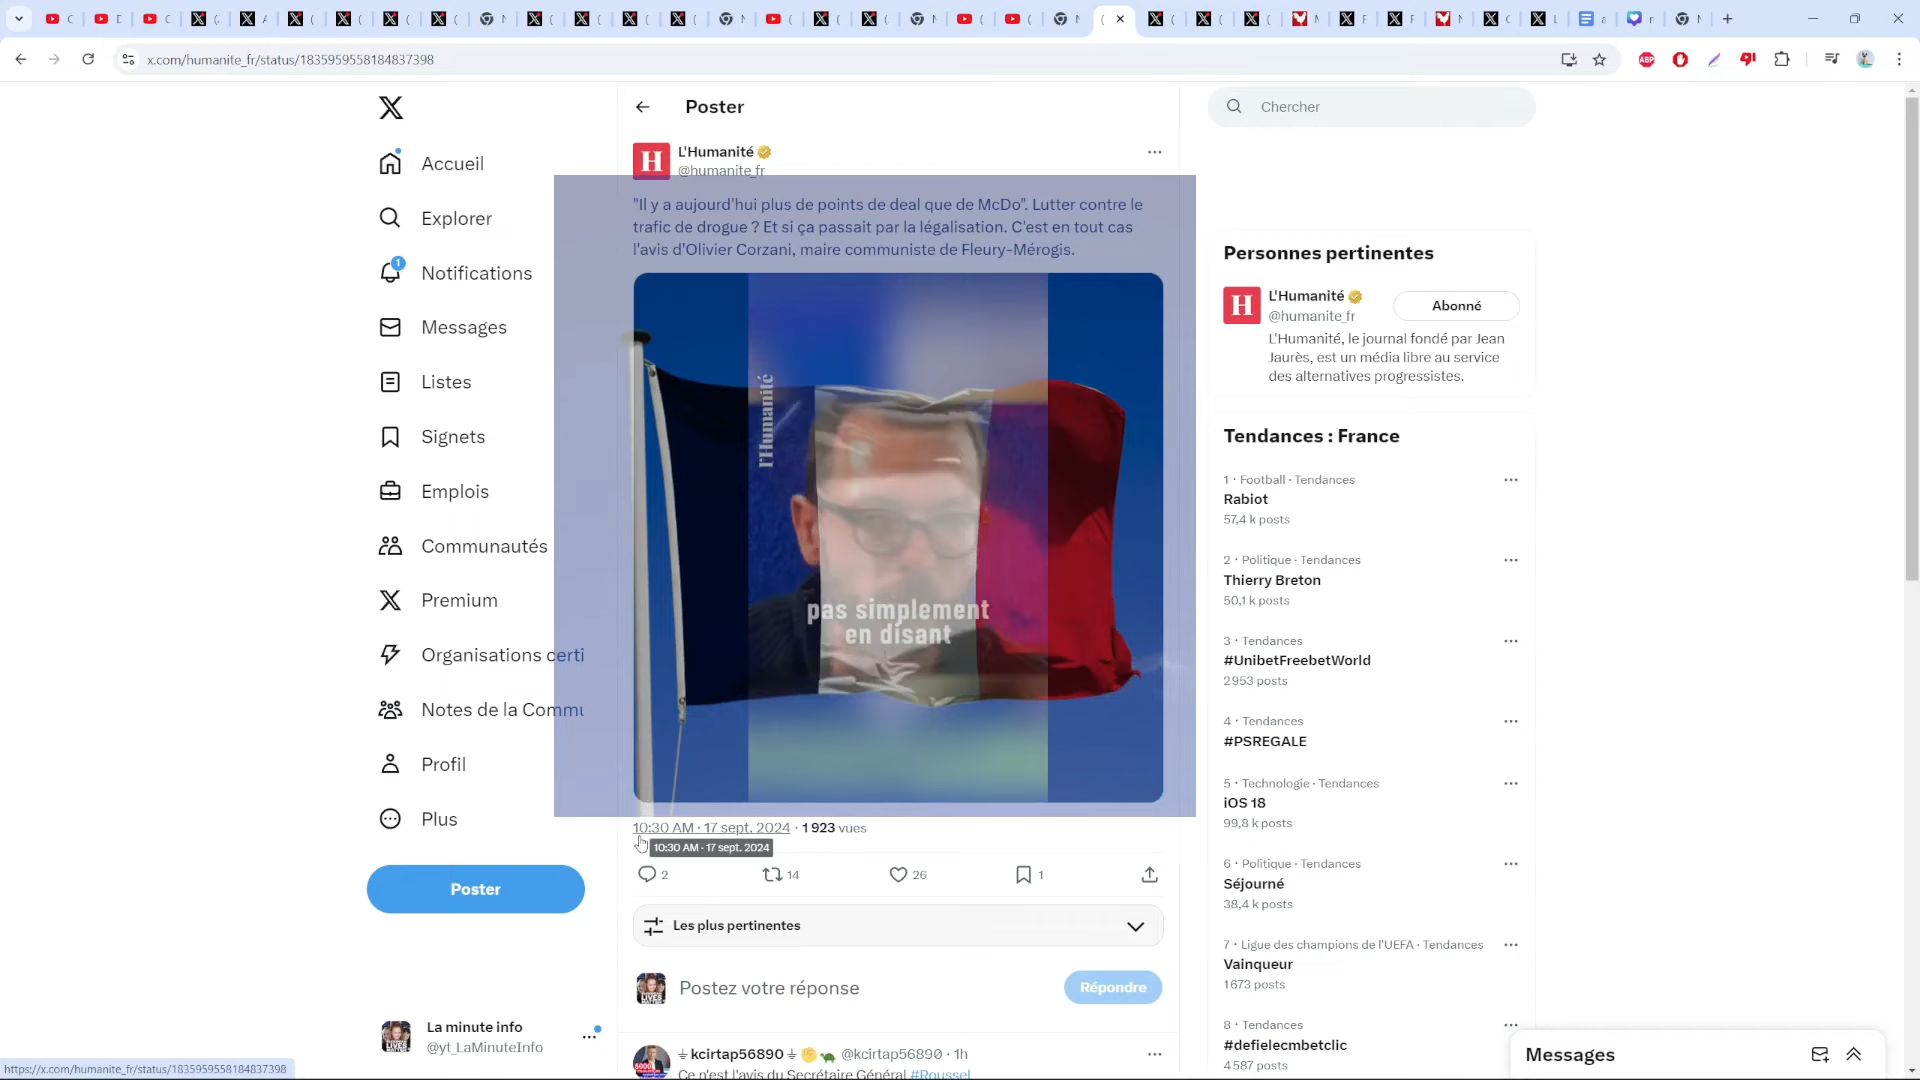 x.com/humanite_fr/status/1835959558184837398
ABP
Poster
Chercher
L'Humanité
@humanite_fr
Accueil
Explorer
1
Notifications
Messages
Listes
Signets
Emplois
Communautés
Premium
Organisations certi
Notes de la Commu
Profil
Plus
Poster
La minute info
@yt_LaMinuteInfo
"Il y a aujourd'hui plus de points de deal que de McDo". Lutter contre le
trafic de drogue ? Et si ça passait par la légalisation. C'est en tout cas
l'avis d'Olivier Corzani, maire communiste de Fleury-Mérogis.
l'Humanité
pas simplement
en disant
10:30 AM · 17 sept. 2024 · 1 923 vues
10:30 AM · 17 sept. 2024
2
14
26
1
Les plus pertinentes
Postez votre réponse
Répondre
kcirtap56890 @kcirtap56890 · 1h
Ce n'est l'avis du Secrétaire Général #Roussel
Personnes pertinentes
H
L'Humanité
@humanite_fr
Abonné
L'Humanité, le journal fondé par Jean
Jaurès, est un média libre au service
des alternatives progressistes.
Tendances : France
1 · Football · Tendances
Rabiot
57,4 k posts
2 · Politique · Tendances
Thierry Breton
50,1 k posts
3 · Tendances
#UnibetFreebetWorld
2 953 posts
4 · Tendances
#PSREGALE
5 · Technologie · Tendances
iOS 18
99,8 k posts
6 · Politique · Tendances
Séjourné
38,4 k posts
7 · Ligue des champions de l'UEFA · Tendances
Vainqueur
1 673 posts
8 · Tendances
#defielecmbetclic
4 587 posts
Messages
https://x.com/humanite_fr/status/1835959558184837398